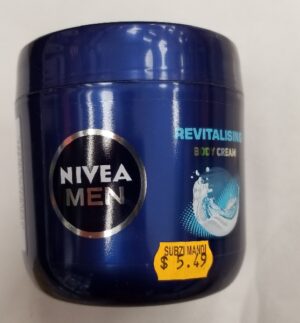 NIVEA
MEN
REVITALISING
BODY CREAM
SUBZI MANDI
$ 5.49